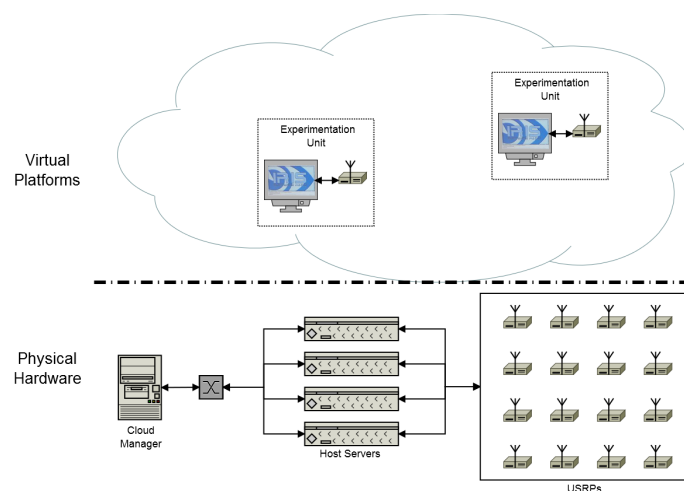 Experimentation
Unit
Experimentation
Unit
Virtual
Platforms
Physical
Hardware
Cloud
Manager
Host Servers
USRPs